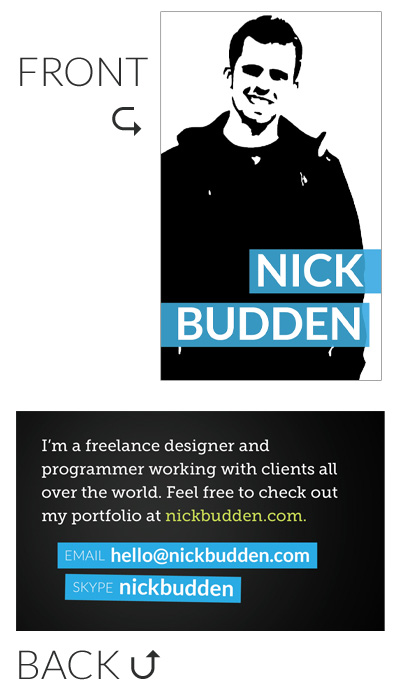 FRONT
NICK
BUDDEN
I'm a freelance designer and
programmer working with clients all
over the world. Feel free to check out
my portfolio at nickbudden.com.
EMAIL hello@nickbudden.com
SKYPE nickbudden
BACK